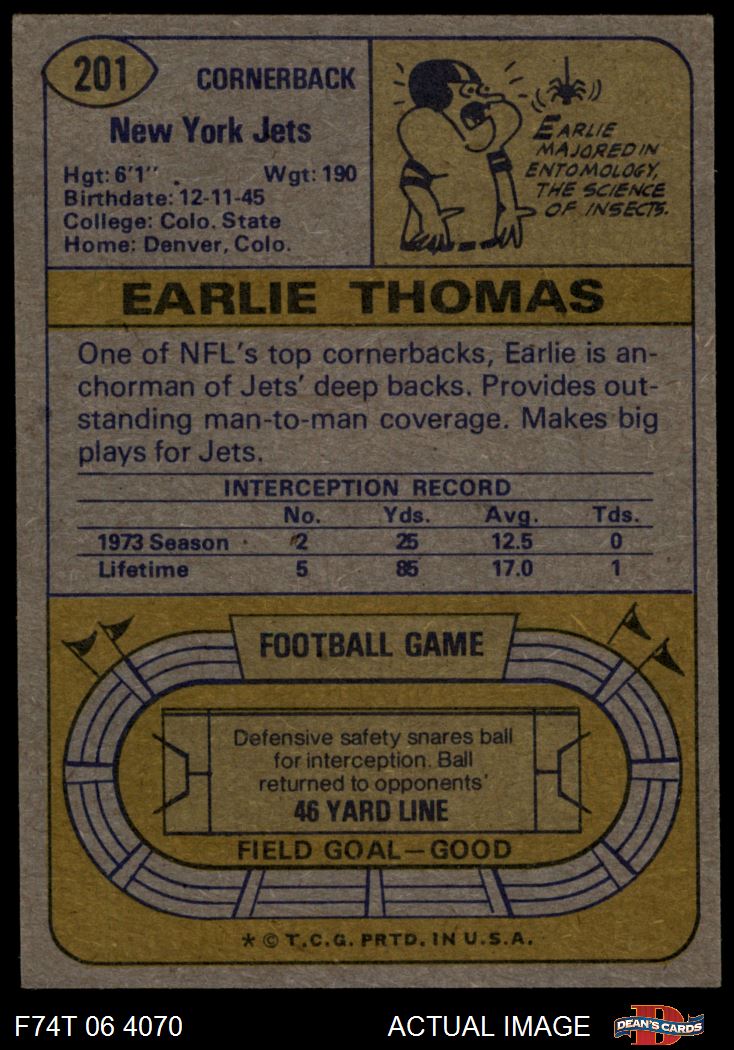 201
CORNERBACK
New York Jets
Hgt: 6'1"
Wgt: 190
Birthdate: 12-11-45
College: Colo. State
Home: Denver, Colo.
EARLIE
MAJORED IN
ENTOMOLOGY,
THE SCIENCE
OF INSECTS.
EARLIE THOMAS
One of NFL's top cornerbacks, Earlie is an-
chorman of Jets' deep backs. Provides out-
standing man-to-man coverage. Makes big
plays for Jets.
INTERCEPTION RECORD
No. Yds. Avg. Tds.
1973 Season 2 25 12.5 0
Lifetime 5 85 17.0 1
FOOTBALL GAME
Defensive safety snares ball
for interception. Ball
returned to opponents'
46 YARD LINE
FIELD GOAL—GOOD
* © T.C.G. PRTD. IN U.S.A.
F74T 06 4070
ACTUAL IMAGE
D
DEAN'S CARDS